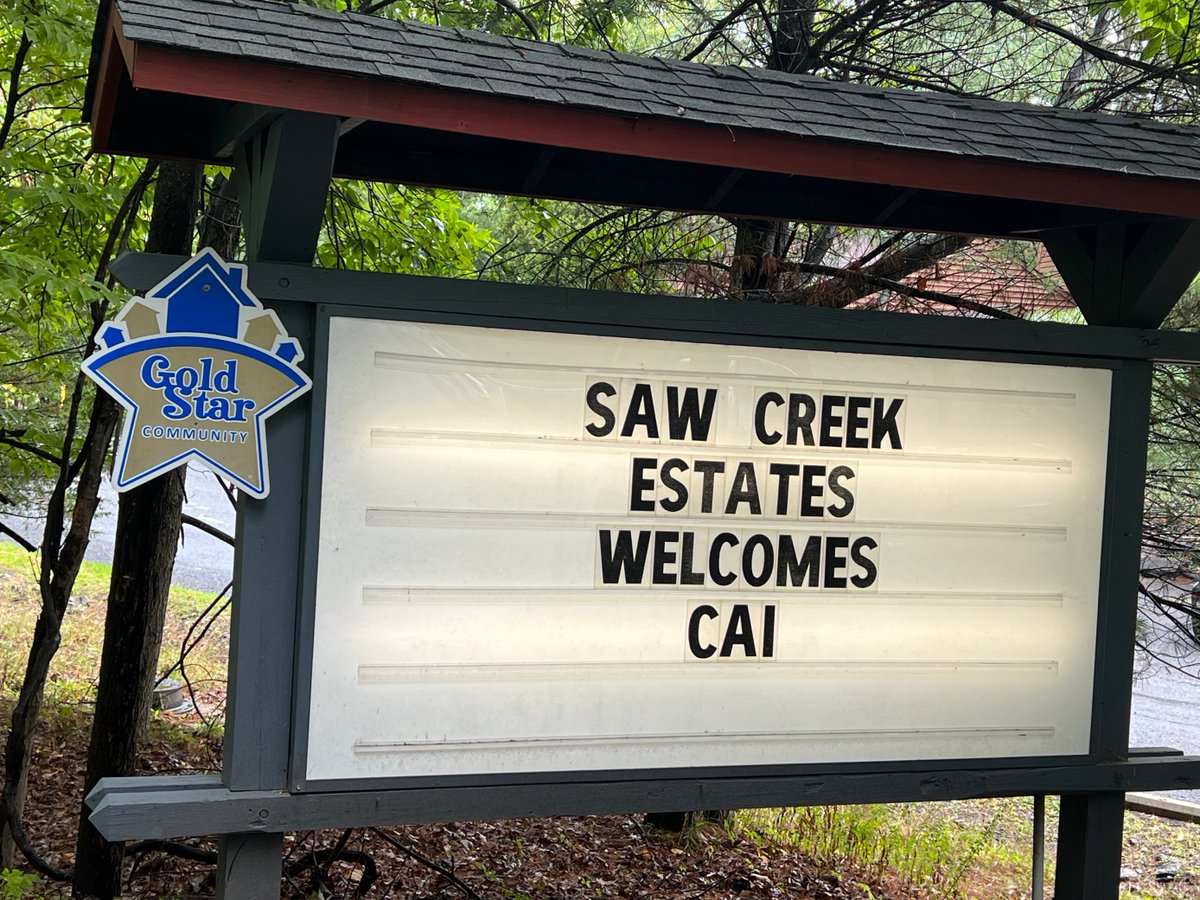 Gold
Star
COMMUNITY
SAW CREEK
ESTATES
WELCOMES
CAI